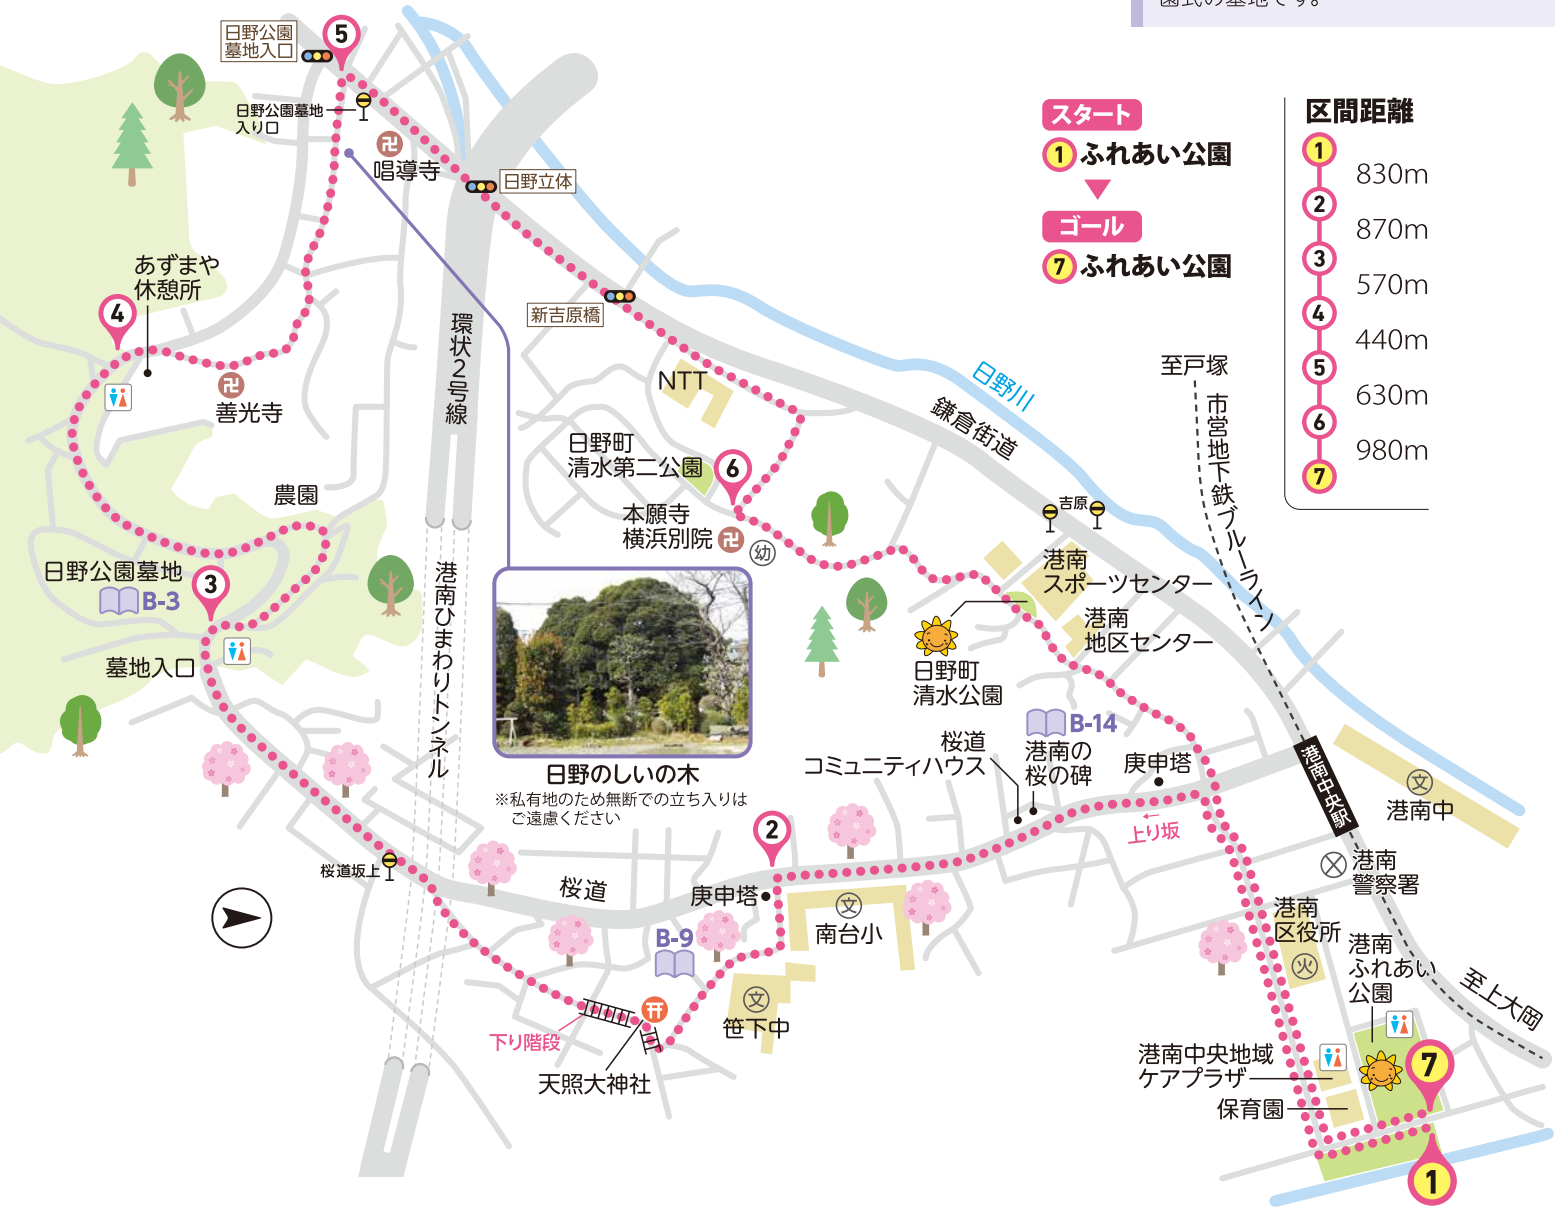 園式の墓地です。
日野公園
墓地入口
5
日野公園墓地
入り口
唱導寺
日野立体
スタート
1 ふれあい公園
ゴール
7 ふれあい公園
区間距離
1
830m
2
870m
3
570m
4
440m
5
630m
6
980m
7
あずまや
休憩所
4
善光寺
環状2号線
新吉原橋
NTT
日野川
鎌倉街道
至戸塚
市営地下鉄ブルーライン
日野町
清水第二公園
6
本願寺
横浜別院
幼
吉原
港南
スポーツセンター
港南
地区センター
日野町
清水公園
農園
日野公園墓地
B-3
3
墓地入口
港南ひまわりトンネル
日野のしいの木
※私有地のため無断での立ち入りは
ご遠慮ください
B-14
港南の
桜の碑
桜道
コミュニティハウス
庚申塔
上り坂
港南中央駅
文
港南中
港南
警察署
2
桜道坂上
桜道
庚申塔
文
南台小
B-9
文
笹下中
下り階段
天照大神社
港南
区役所
火
港南
ふれあい
公園
至上大岡
港南中央地域
ケアプラザ
保育園
7
1